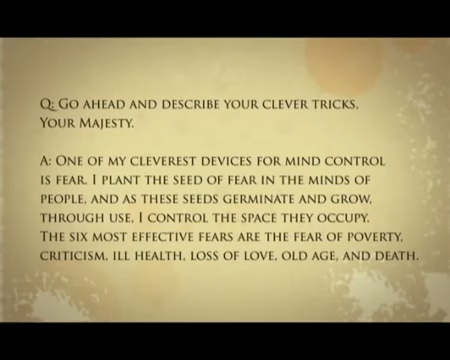 Q: Go ahead and describe your clever tricks,
Your Majesty.
A: One of my cleverest devices for mind control
is fear. I plant the seed of fear in the minds of
people, and as these seeds germinate and grow,
through use, I control the space they occupy.
The six most effective fears are the fear of poverty,
criticism, ill health, loss of love, old age, and death.